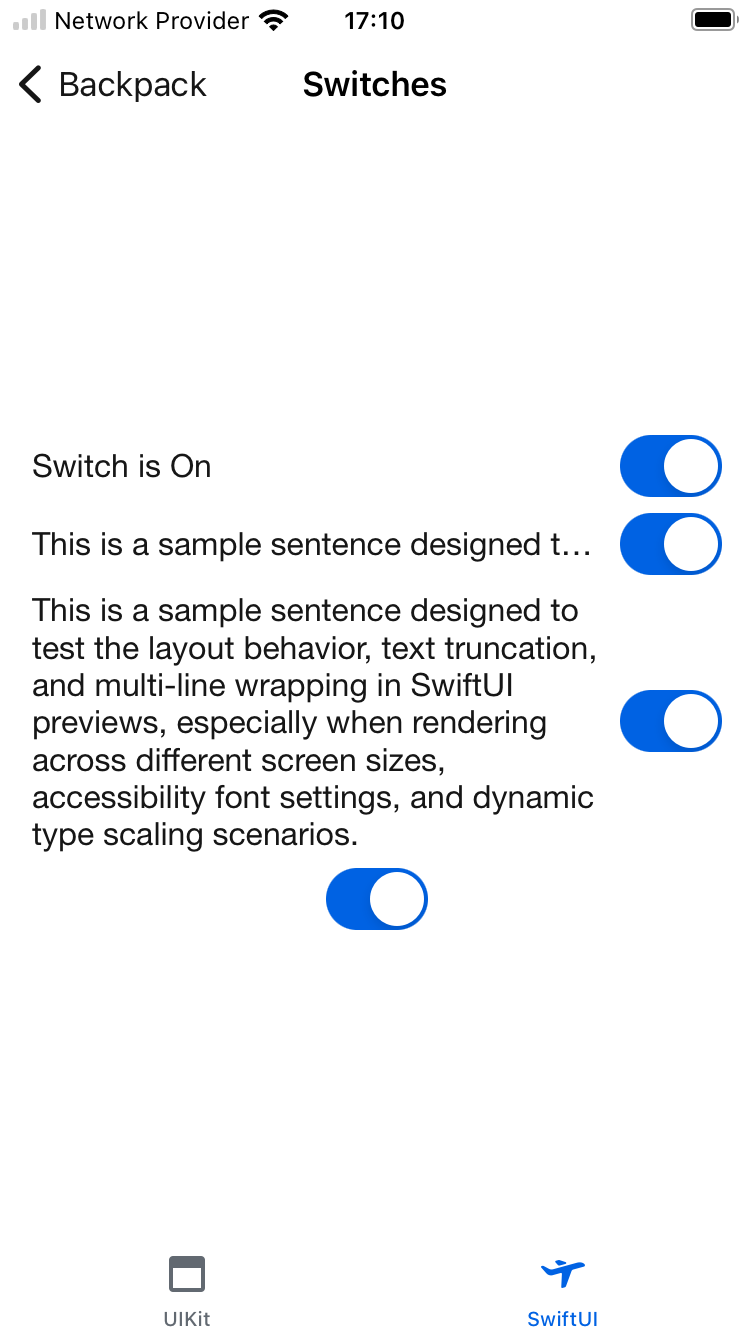 Network Provider 17:10
Backpack Switches
Switch is On
This is a sample sentence designed t...
This is a sample sentence designed to
test the layout behavior, text truncation,
and multi-line wrapping in SwiftUI
previews, especially when rendering
across different screen sizes,
accessibility font settings, and dynamic
type scaling scenarios.
UIKit SwiftUI